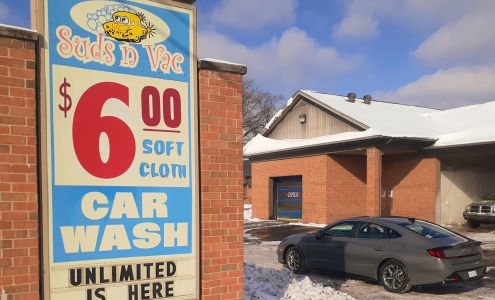 Suds n Vac
$6.00
SOFT
CLOTH
CAR
WASH
UNLIMITED
IS HERE
OPEN